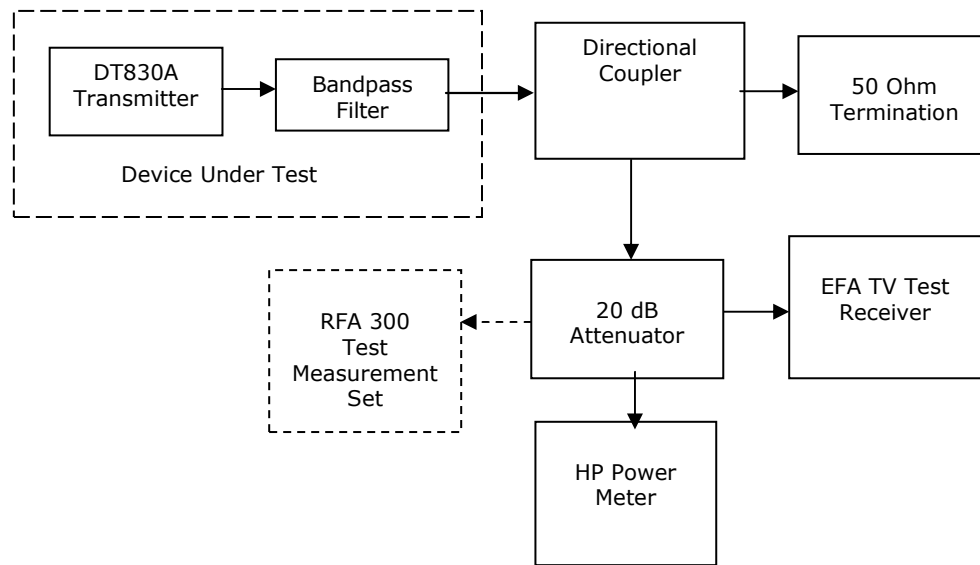 DT830A
Transmitter
Bandpass
Filter
Device Under Test
Directional
Coupler
50 Ohm
Termination
RFA 300
Test
Measurement
Set
20 dB
Attenuator
EFA TV Test
Receiver
HP Power
Meter